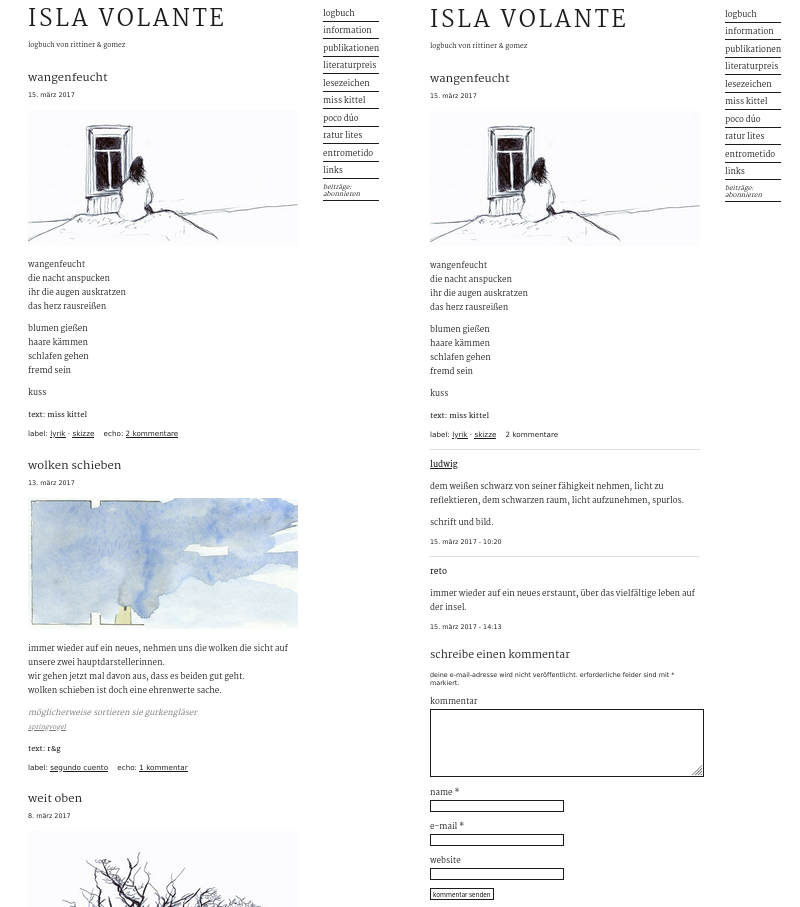 ISLA VOLANTE
logbuch von rittiner & gomez
wangenfeucht
15. märz 2017
wangenfeucht
die nacht anspucken
ihr die augen auskratzen
das herz rausreißen
blumen gießen
haare kämmen
schlafen gehen
fremd sein
kuss
text: miss kittel
label: lyrik · skizze echo: 2 kommentare
wolken schieben
13. märz 2017
immer wieder auf ein neues, nehmen uns die wolken die sicht auf
unsere zwei hauptdarstellerinnen.
wir gehen jetzt mal davon aus, dass es beiden gut geht.
wolken schieben ist doch eine ehrenwerte sache.
möglicherweise sortieren sie gurkengläser
springvogel
text: r&g
label: segundo cuento echo: 1 kommentar
weit oben
8. märz 2017
logbuch
information
publikationen
literaturpreis
lesezeichen
miss kittel
poco dúo
ratur lites
entrometido
links
beiträge:
abonnieren
ISLA VOLANTE
logbuch von rittiner & gomez
wangenfeucht
15. märz 2017
wangenfeucht
die nacht anspucken
ihr die augen auskratzen
das herz rausreißen
blumen gießen
haare kämmen
schlafen gehen
fremd sein
kuss
text: miss kittel
label: lyrik · skizze 2 kommentare
ludwig
dem weißen schwarz von seiner fähigkeit nehmen, licht zu
reflektieren, dem schwarzen raum, licht aufzunehmen, spurlos.
schrift und bild.
15. märz 2017 - 10:20
reto
immer wieder auf ein neues erstaunt, über das vielfältige leben auf
der insel.
15. märz 2017 - 14:13
schreibe einen kommentar
deine e-mail-adresse wird nicht veröffentlicht. erforderliche felder sind mit *
markiert.
kommentar
name *
e-mail *
website
kommentar senden
logbuch
information
publikationen
literaturpreis
lesezeichen
miss kittel
poco dúo
ratur lites
entrometido
links
beiträge:
abonnieren